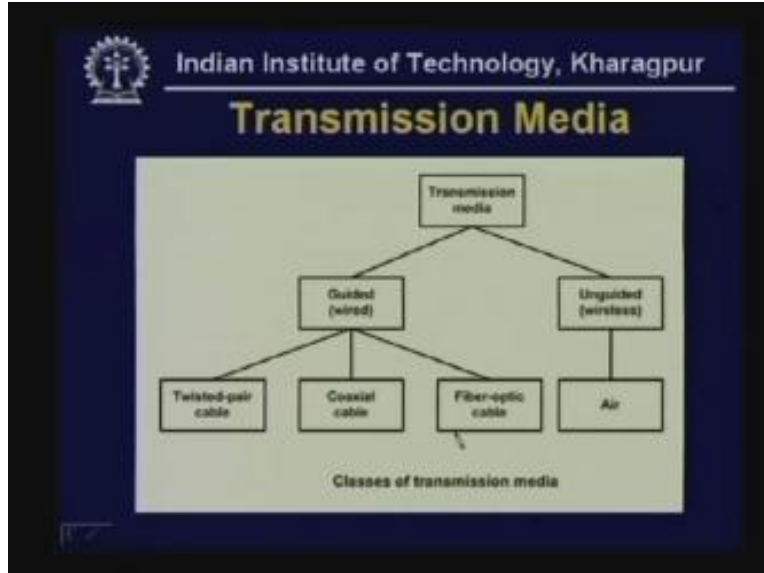 Indian Institute of Technology, Kharagpur
Transmission Media
Transmission
media
Guided
(wired)
Unguided
(wireless)
Twisted-pair
cable
Coaxial
cable
Fiber-optic
cable
Air
Classes of transmission media